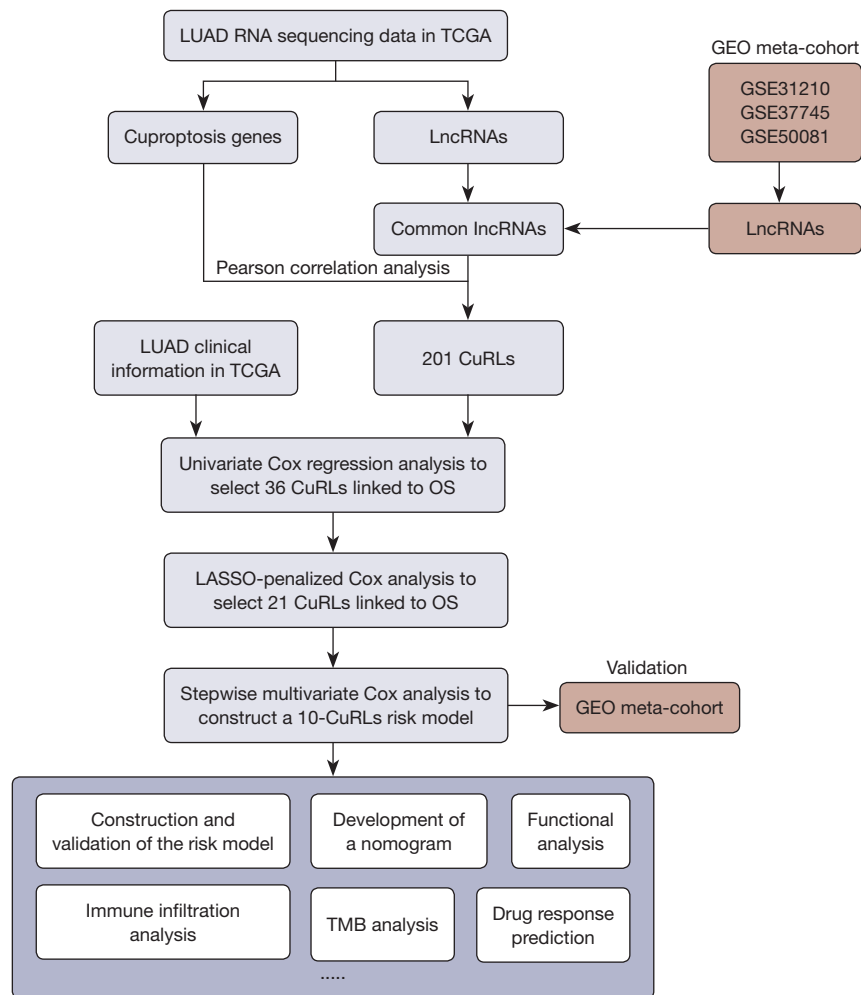 LUAD RNA sequencing data in TCGA
GEO meta-cohort
GSE31210
GSE37745
GSE50081
Cuproptosis genes
LncRNAs
Common lncRNAs
LncRNAs
Pearson correlation analysis
LUAD clinical
information in TCGA
201 CuRLs
Univariate Cox regression analysis to
select 36 CuRLs linked to OS
LASSO-penalized Cox analysis to
select 21 CuRLs linked to OS
Stepwise multivariate Cox analysis to
construct a 10-CuRLs risk model
Validation
GEO meta-cohort
Construction and
validation of the risk model
Development of
a nomogram
Functional
analysis
Immune infiltration
analysis
TMB analysis
Drug response
prediction
.....